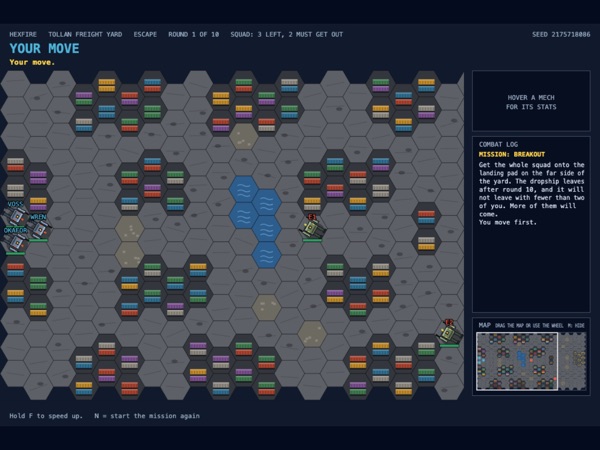 HEXFIRE TOLLAN FREIGHT YARD ESCAPE ROUND 1 OF 10 SQUAD: 3 LEFT, 2 MUST GET OUT SEED 2175718086
YOUR MOVE
Your move.
HOVER A MECH
FOR ITS STATS
COMBAT LOG
MISSION: BREAKOUT
Get the whole squad onto the
landing pad on the far side of
the yard. The dropship leaves
after round 10, and it will
not leave with fewer than two
of you. More of them will
come.
You move first.
VOSS
WREN
OKAFOR
MAP DRAG THE MAP OR USE THE WHEEL M: HIDE
Hold F to speed up. N = start the mission again